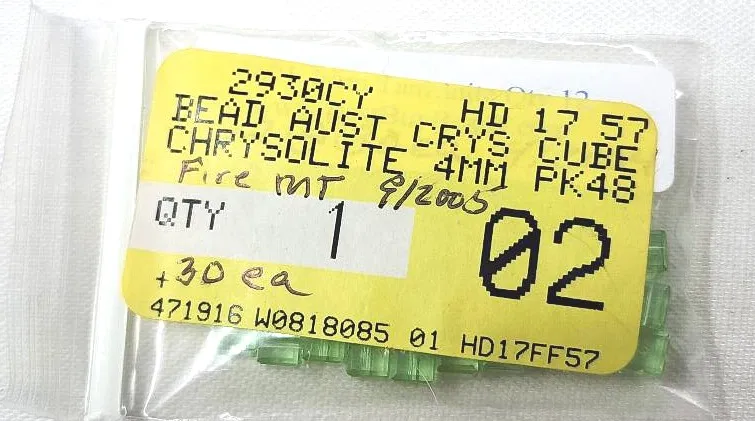 2930CY HD 17 57
BEAD AUST CRYS CUBE
CHRYSOLITE 4MM PK48
Fire MT 9/2005
QTY 1 02
+30 ea
471916 W0818085 01 HD17FF57